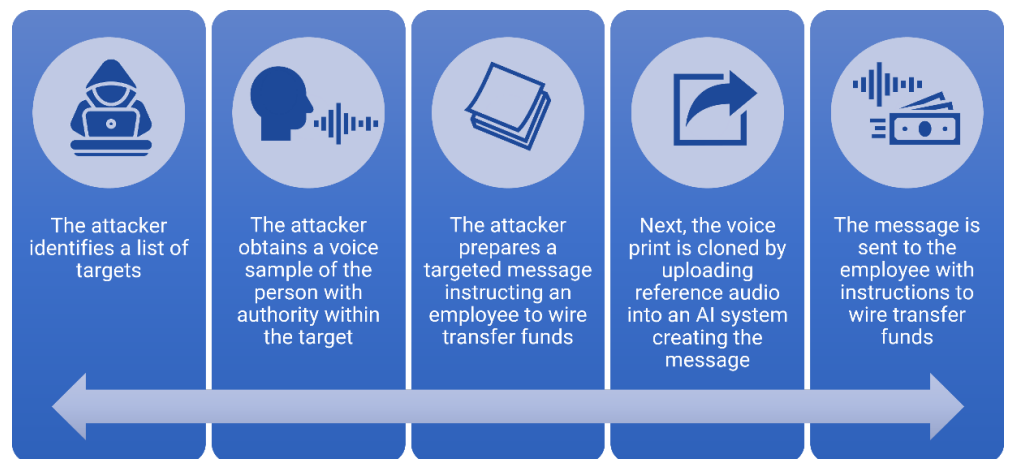 The attacker
identifies a list of
targets
The attacker
obtains a voice
sample of the
person with
authority within
the target
The attacker
prepares a
targeted message
instructing an
employee to wire
transfer funds
Next, the voice
print is cloned by
uploading
reference audio
into an AI system
creating the
message
The message is
sent to the
employee with
instructions to
wire transfer
funds